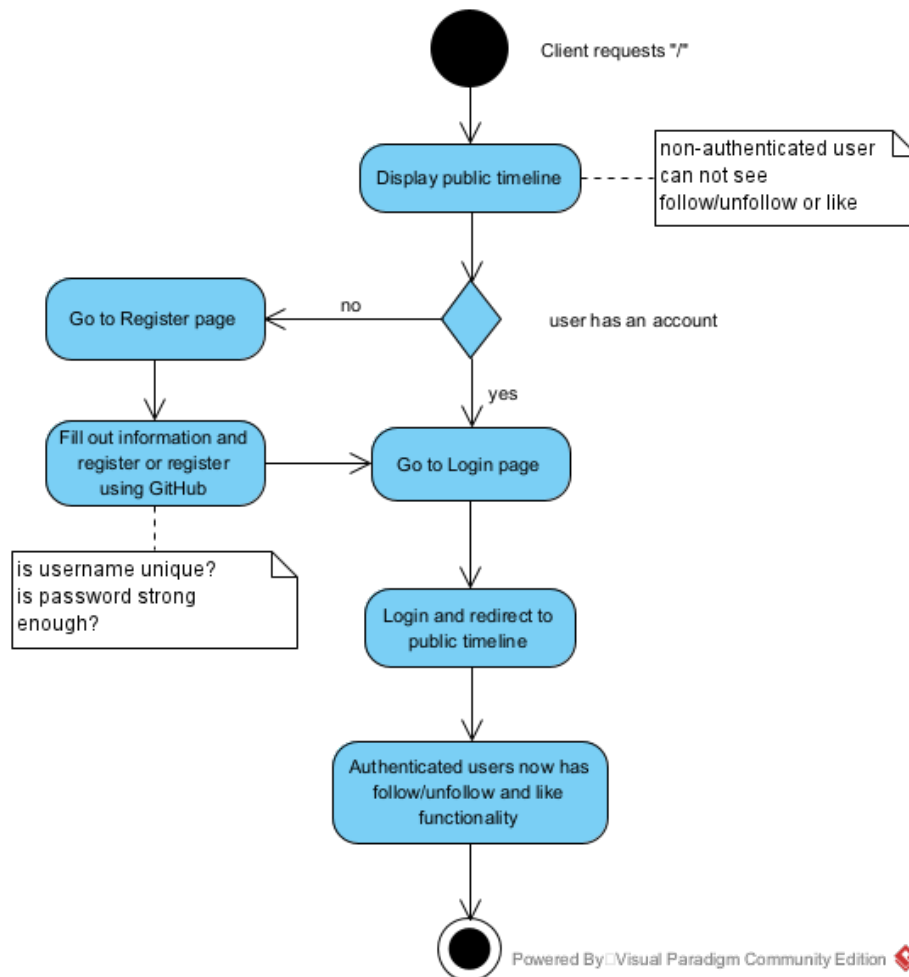 Client requests "/"
Display public timeline
non-authenticated user
can not see
follow/unfollow or like
user has an account
no
Go to Register page
yes
Fill out information and
register or register
using GitHub
Go to Login page
is username unique?
is password strong
enough?
Login and redirect to
public timeline
Authenticated users now has
follow/unfollow and like
functionality
Powered By Visual Paradigm Community Edition